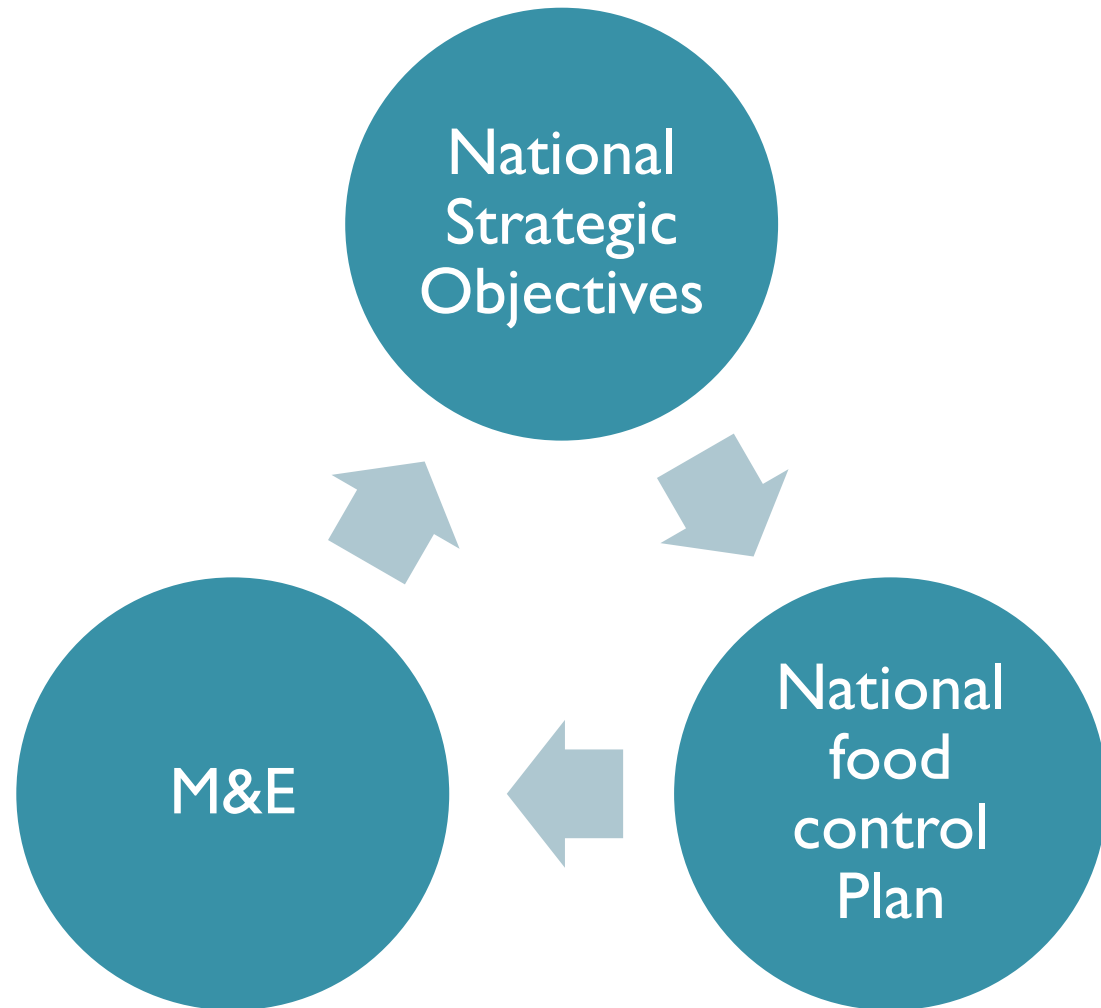 National
Strategic
Objectives
National
food
control
Plan
M&E